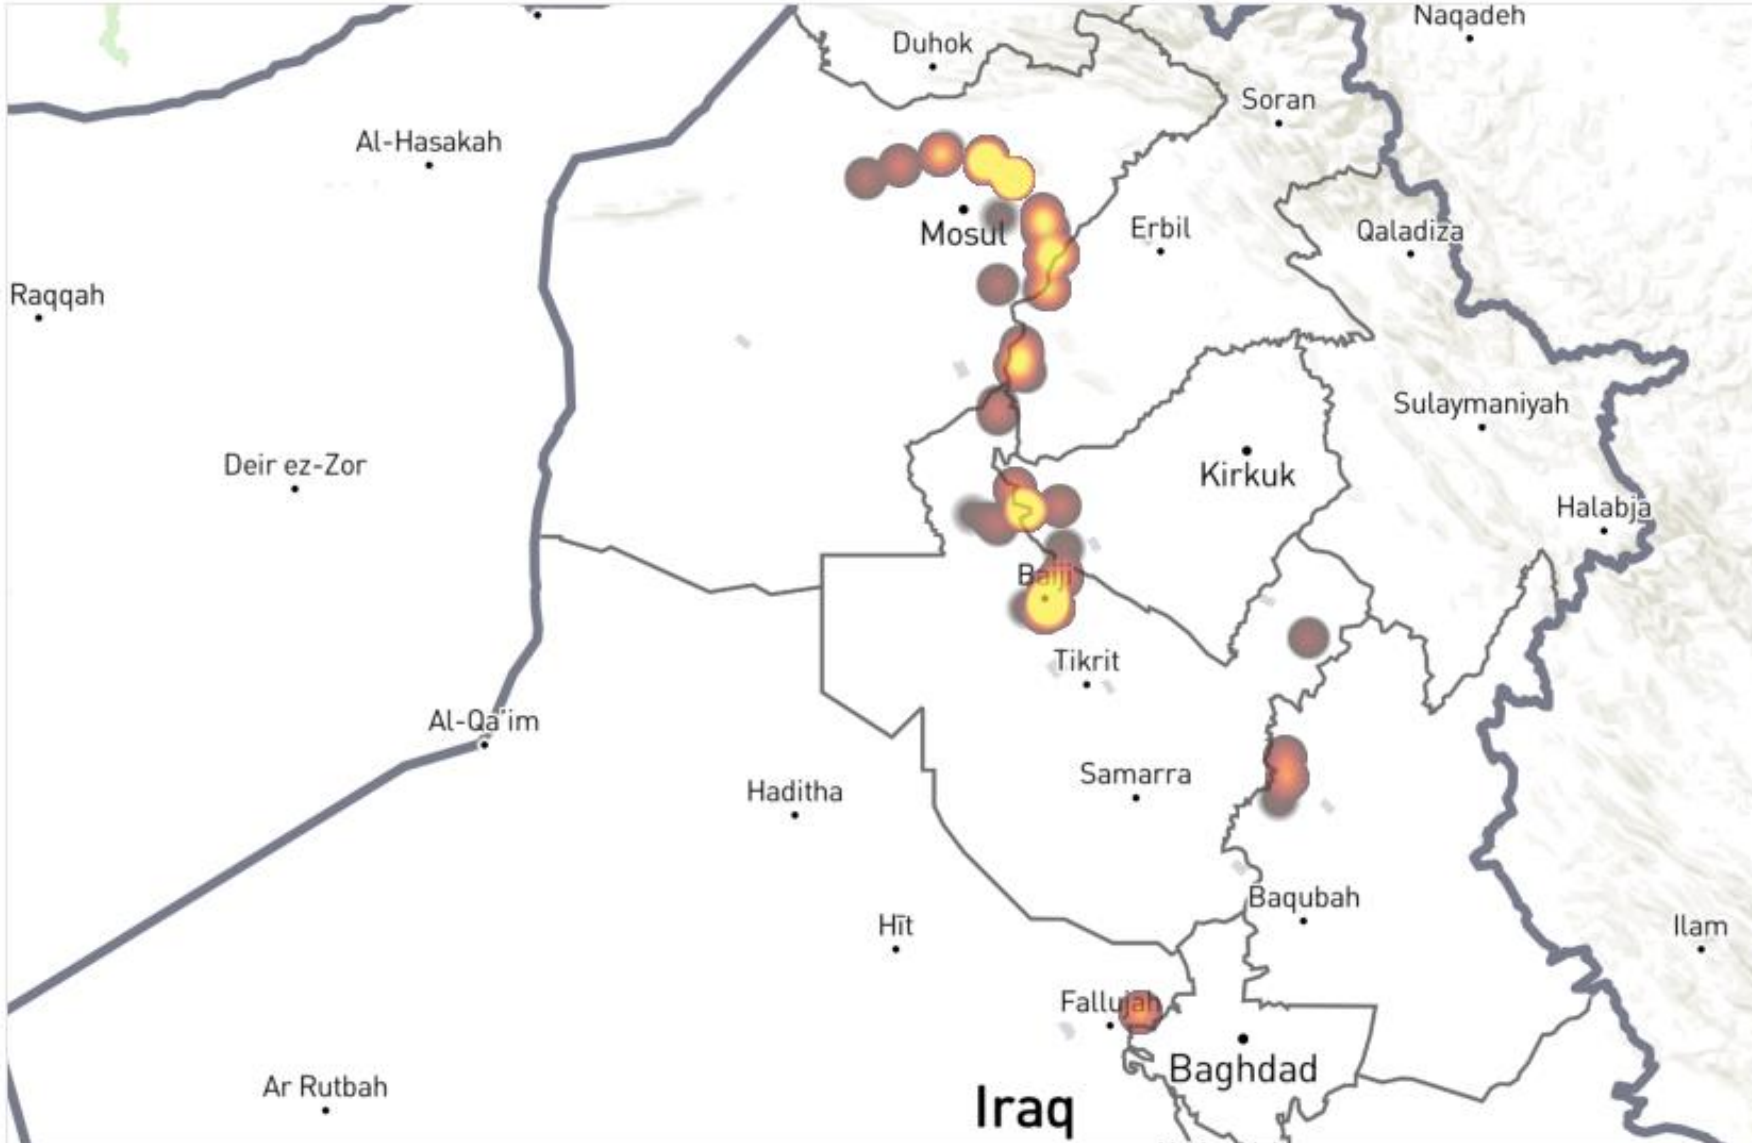 Naqadeh
Duhok
Soran
Al-Hasakah
Mosul
Erbil
Qaladiza
Raqqah
Sulaymaniyah
Deir ez-Zor
Kirkuk
Halabja
Baiji
Tikrit
Al-Qa'im
Samarra
Haditha
Baqubah
Hīt
Ilam
Fallujah
Baghdad
Ar Rutbah
Iraq